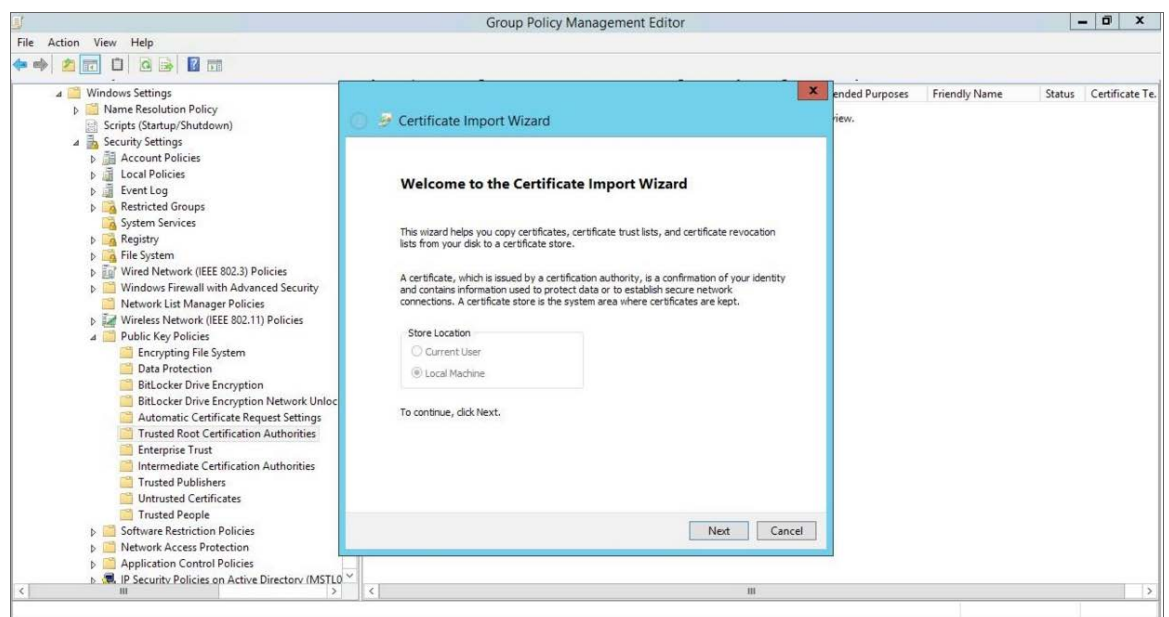 Group Policy Management Editor
File Action View Help
Windows Settings
Name Resolution Policy
Scripts (Startup/Shutdown)
Security Settings
Account Policies
Local Policies
Event Log
Restricted Groups
System Services
Registry
File System
Wired Network (IEEE 802.3) Policies
Windows Firewall with Advanced Security
Network List Manager Policies
Wireless Network (IEEE 802.11) Policies
Public Key Policies
Encrypting File System
Data Protection
BitLocker Drive Encryption
BitLocker Drive Encryption Network Unloc
Automatic Certificate Request Settings
Trusted Root Certification Authorities
Enterprise Trust
Intermediate Certification Authorities
Trusted Publishers
Untrusted Certificates
Trusted People
Software Restriction Policies
Network Access Protection
Application Control Policies
IP Security Policies on Active Directory (MSTLO
Certificate Import Wizard
Welcome to the Certificate Import Wizard
This wizard helps you copy certificates, certificate trust lists, and certificate revocation
lists from your disk to a certificate store.
A certificate, which is issued by a certification authority, is a confirmation of your identity
and contains information used to protect data or to establish secure network
connections. A certificate store is the system area where certificates are kept.
Store Location
Current User
Local Machine
To continue, click Next.
Next Cancel
ended Purposes Friendly Name Status Certificate Te.
view.